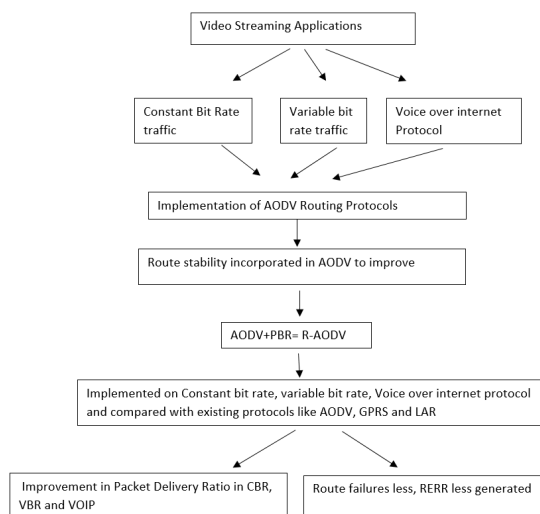 Video Streaming Applications
Constant Bit Rate
traffic
Variable bit
rate traffic
Voice over internet
Protocol
Implementation of AODV Routing Protocols
Route stability incorporated in AODV to improve
AODV+PBR= R-AODV
Implemented on Constant bit rate, variable bit rate, Voice over internet protocol
and compared with existing protocols like AODV, GPRS and LAR
Improvement in Packet Delivery Ratio in CBR,
VBR and VOIP
Route failures less, RERR less generated